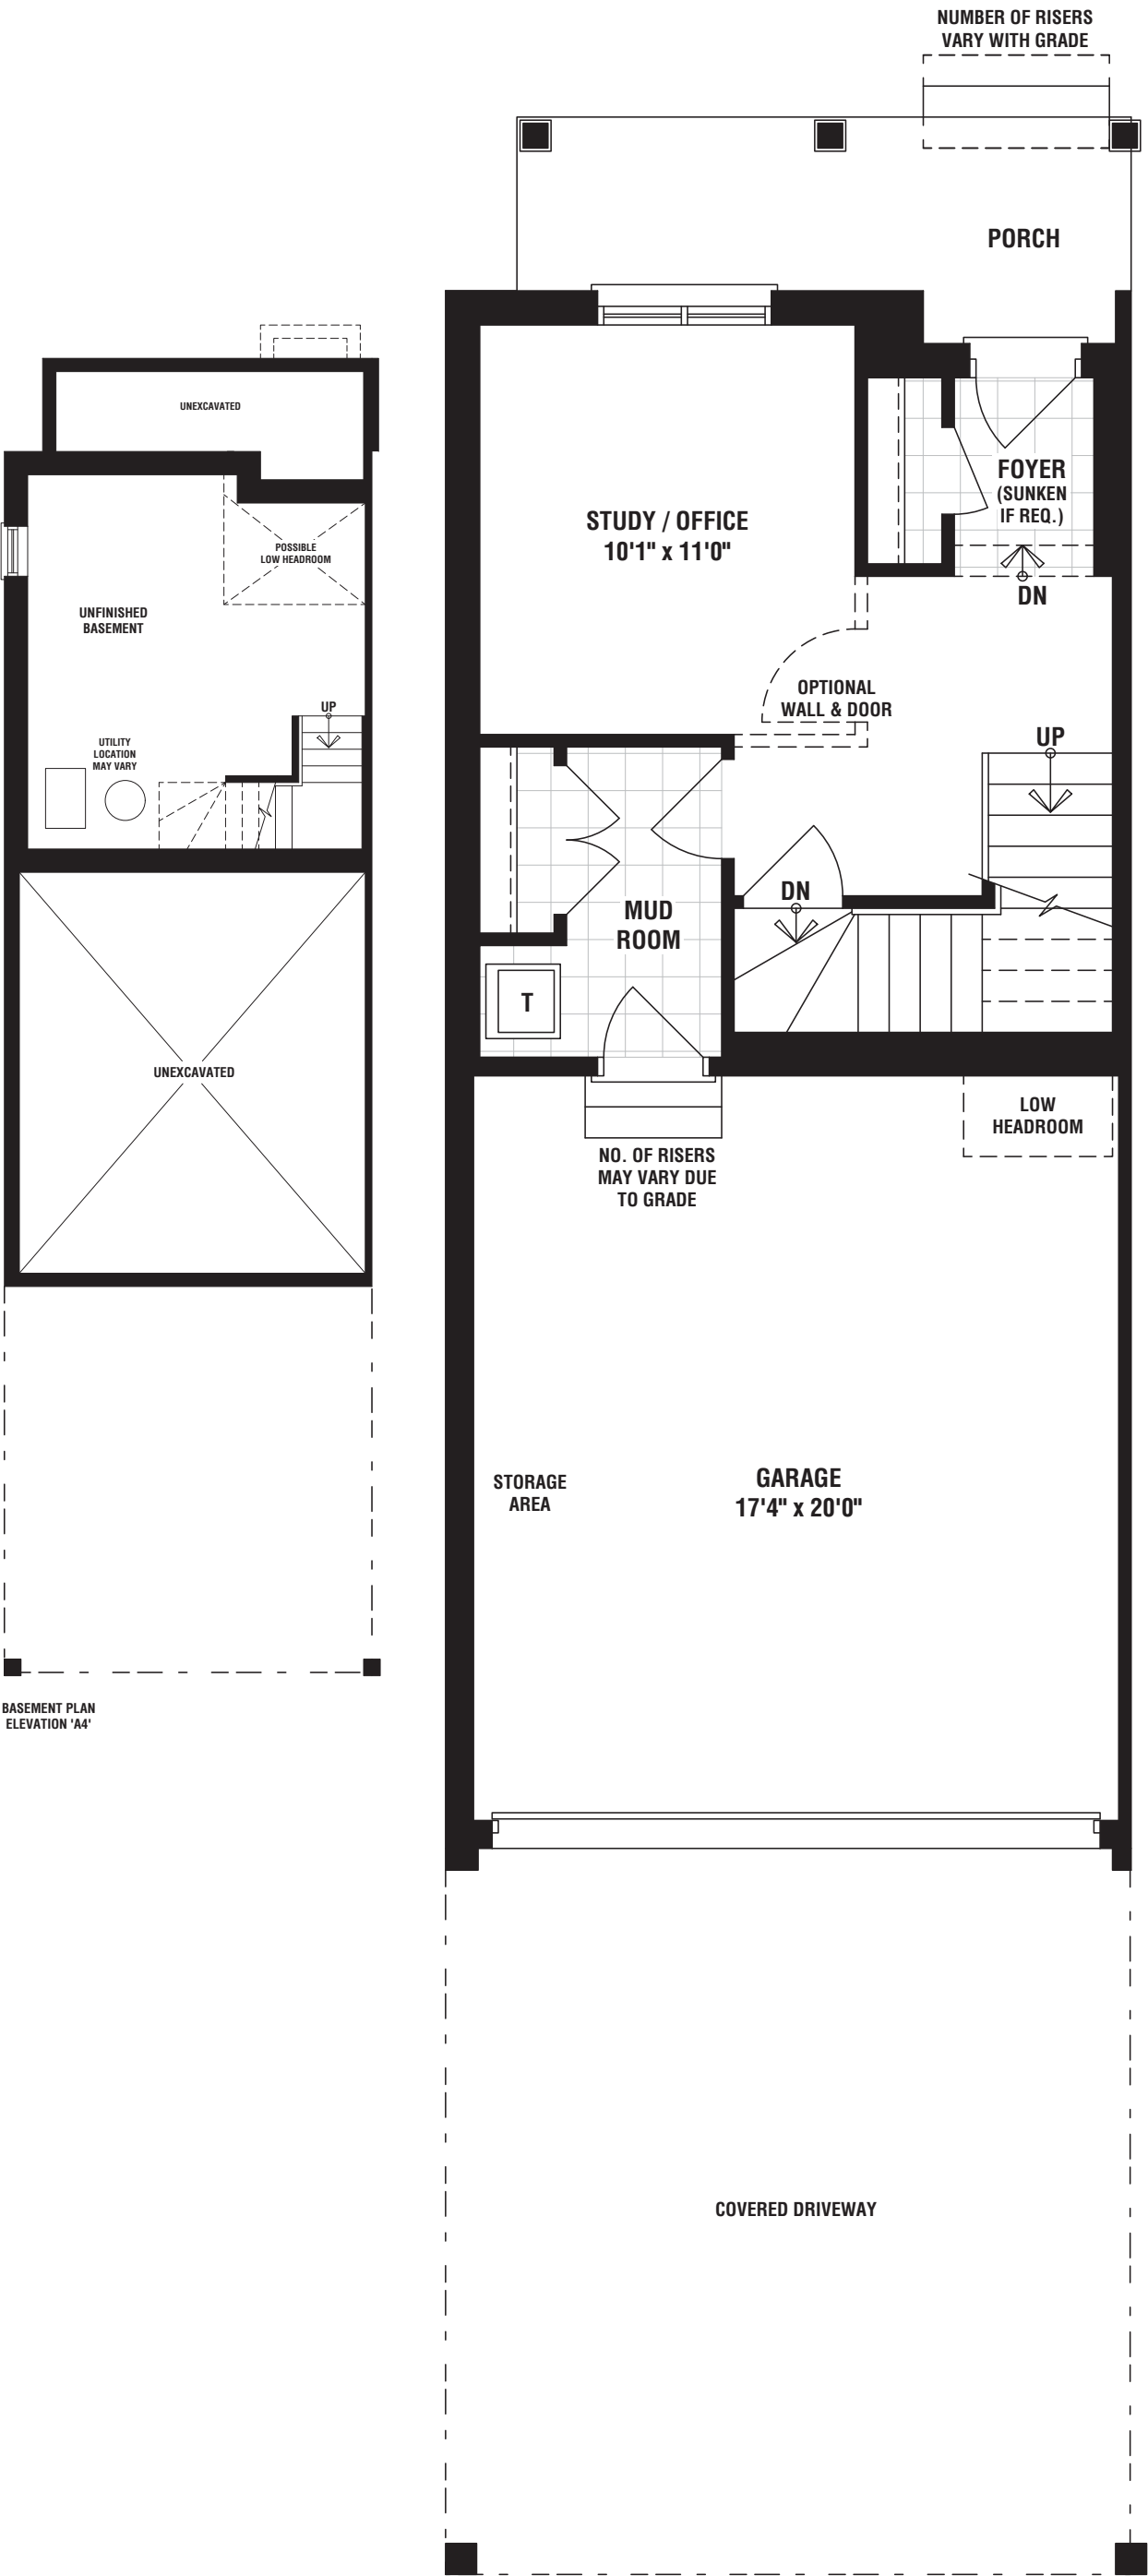 NUMBER OF RISERS
VARY WITH GRADE
PORCH
FOYER
(SUNKEN
IF REQ.)
DN
STUDY / OFFICE
10'1" x 11'0"
OPTIONAL
WALL & DOOR
UP
DN
MUD
ROOM
T
LOW
HEADROOM
NO. OF RISERS
MAY VARY DUE
TO GRADE
STORAGE
AREA
GARAGE
17'4" x 20'0"
COVERED DRIVEWAY
UNEXCAVATED
POSSIBLE
LOW HEADROOM
UNFINISHED
BASEMENT
UP
UTILITY
LOCATION
MAY VARY
UNEXCAVATED
BASEMENT PLAN
ELEVATION 'A4'